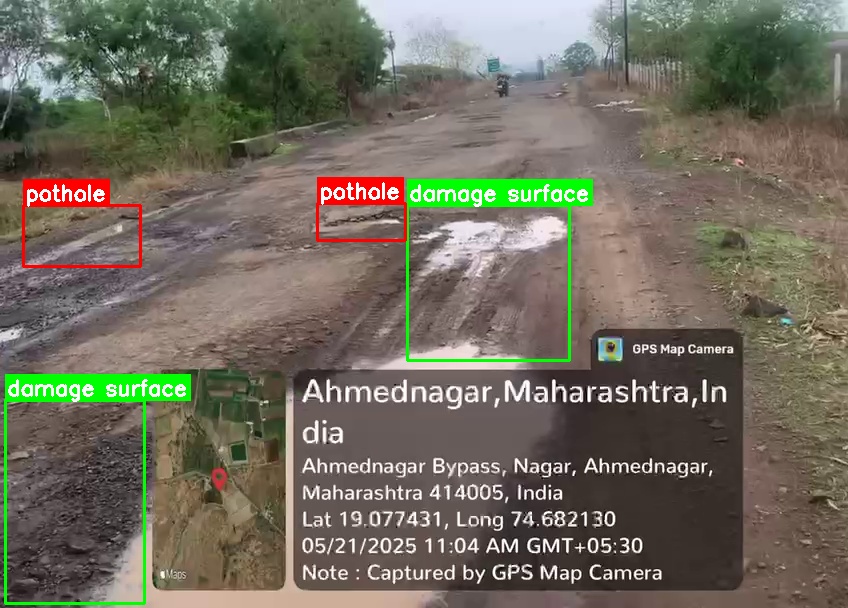 pothole
pothole
damage surface
damage surface
GPS Map Camera
Ahmednagar,Maharashtra,In
dia
Ahmednagar Bypass, Nagar, Ahmednagar,
Maharashtra 414005, India
Lat 19.077431, Long 74.682130
05/21/2025 11:04 AM GMT+05:30
Note : Captured by GPS Map Camera
Maps